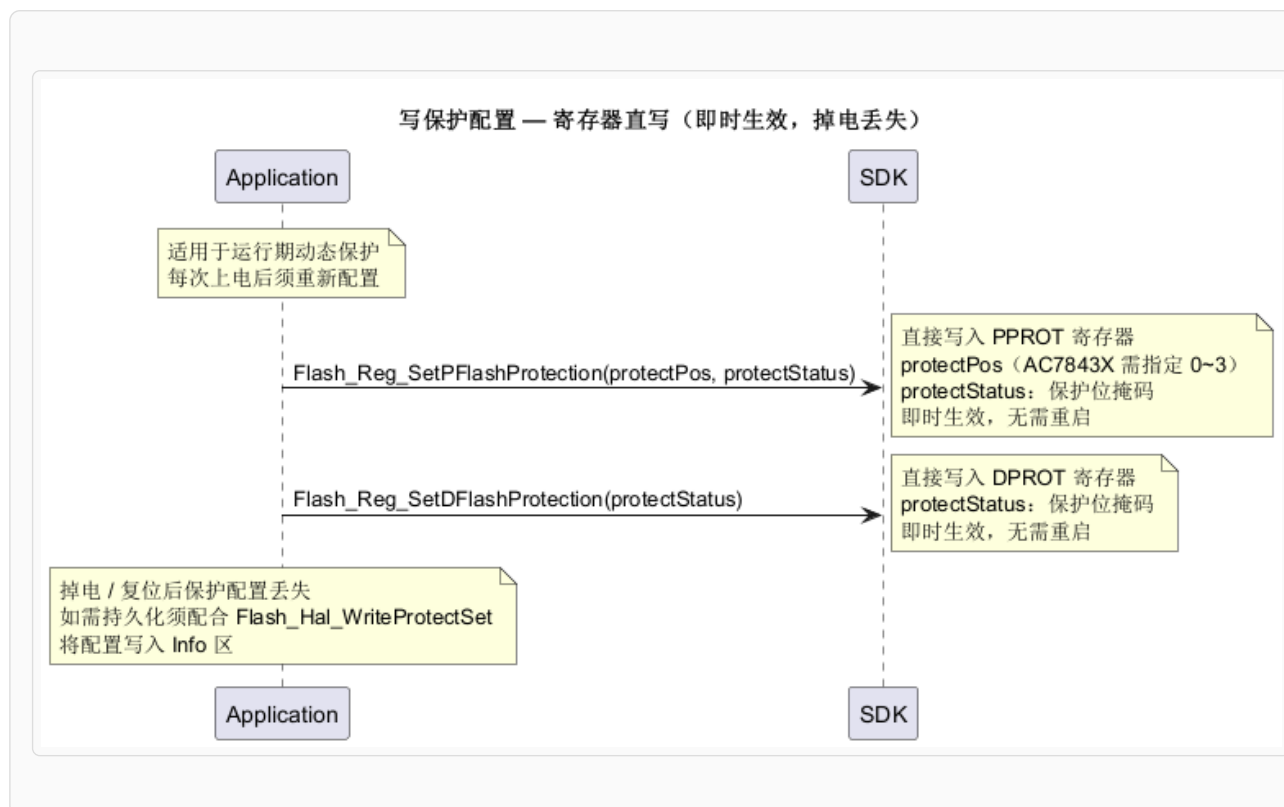 写保护配置 — 寄存器直写（即时生效，掉电丢失）
Application
SDK
适用于运行期动态保护
每次上电后须重新配置
Flash_Reg_SetPFlashProtection(protectPos, protectStatus)
直接写入 PPROT 寄存器
protectPos（AC7843X 需指定 0~3）
protectStatus：保护位掩码
即时生效，无需重启
Flash_Reg_SetDFlashProtection(protectStatus)
直接写入 DPROT 寄存器
protectStatus：保护位掩码
即时生效，无需重启
掉电 / 复位后保护配置丢失
如需持久化须配合 Flash_Hal_WriteProtectSet
将配置写入 Info 区
Application
SDK